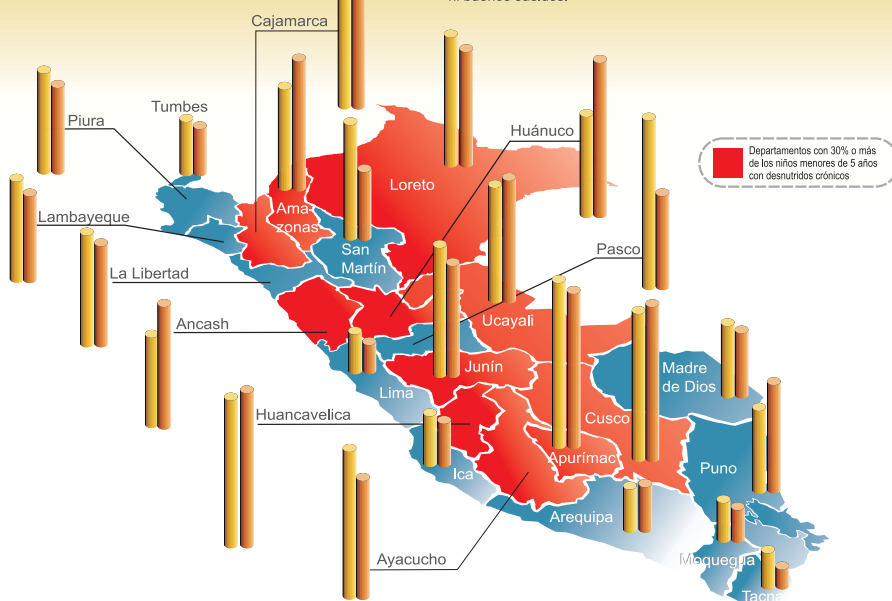 Cajamarca
Piura
Tumbes
Huánuco
Departamentos con 30% o más
de los niños menores de 5 años
con desnutridos crónicos
Loreto
Ama-
zonas
Lambayeque
San
Martín
Pasco
La Libertad
Ancash
Ucayali
Junín
Madre
de Dios
Lima
Huancavelica
Cusco
Apurímac
Puno
Ica
Arequipa
Ayacucho
Moquegua
Tacna